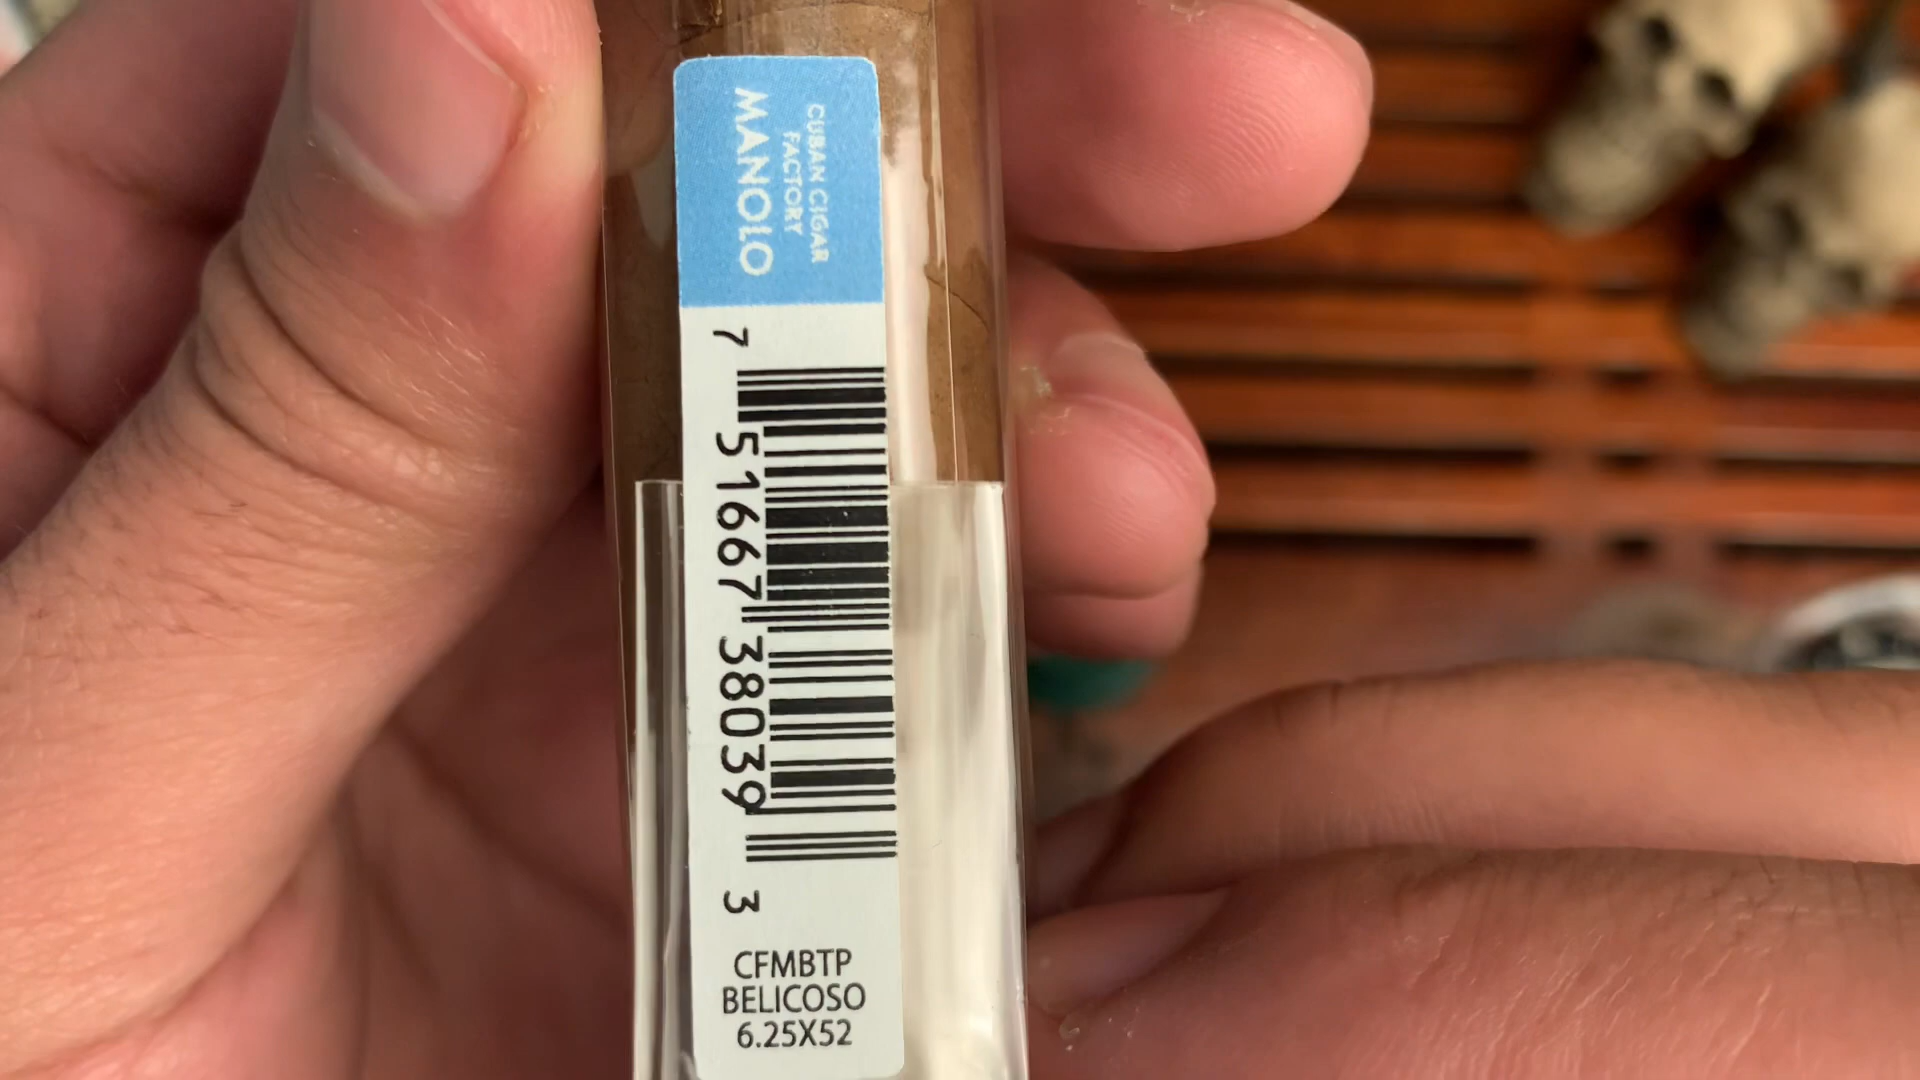 CUBAN CIGAR
FACTORY
MANOLO
7 51667 38039 3
CFMBTP
BELICOSO
6.25X52